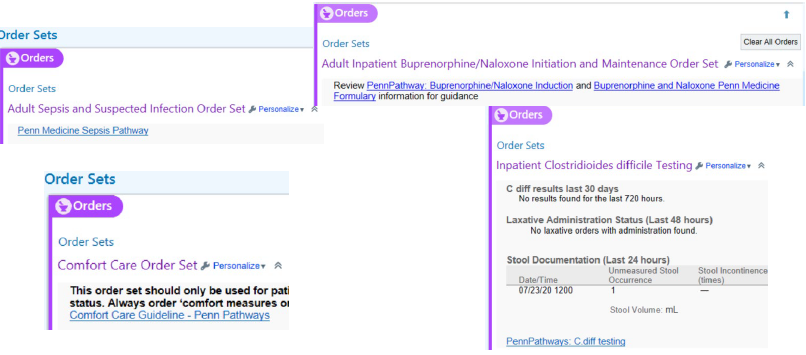 Order Sets
Orders
Order Sets
Adult Sepsis and Suspected Infection Order Set Personalize
Penn Medicine Sepsis Pathway
Orders
Clear All Orders
Order Sets
Adult Inpatient Buprenorphine/Naloxone Initiation and Maintenance Order Set Personalize
Review PennPathway: Buprenorphine/Naloxone Induction and Buprenorphine and Naloxone Penn Medicine
Formulary information for guidance
Order Sets
Orders
Order Sets
Comfort Care Order Set Personalize
This order set should only be used for pati
status. Always order ‘comfort measures o
Comfort Care Guideline - Penn Pathways
Orders
Order Sets
Inpatient Clostridioides difficile Testing Personalize
C diff results last 30 days
No results found for the last 720 hours.
Laxative Administration Status (Last 48 hours)
No laxative orders with administration found.
Stool Documentation (Last 24 hours)
Unmeasured Stool Stool Incontinence
Date/Time Occurrence (times)
07/23/20 1200 1 —
Stool Volume: mL
PennPathways: C.diff testing